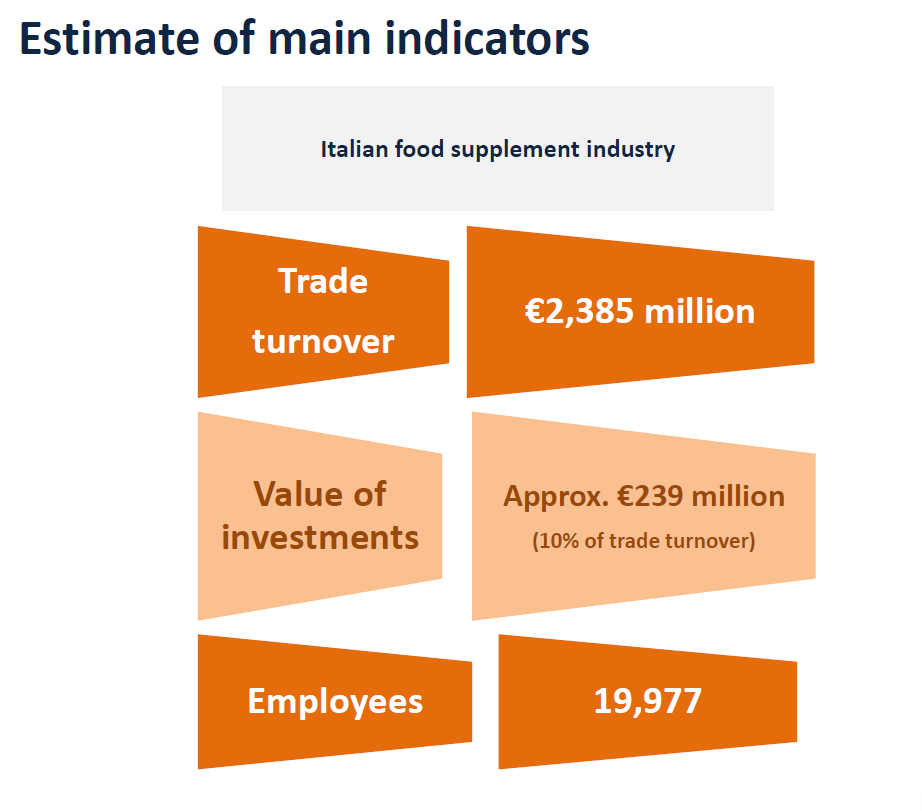 Estimate of main indicators
Italian food supplement industry
Trade
turnover
€2,385 million
Value of
investments
Approx. €239 million
(10% of trade turnover)
Employees
19,977